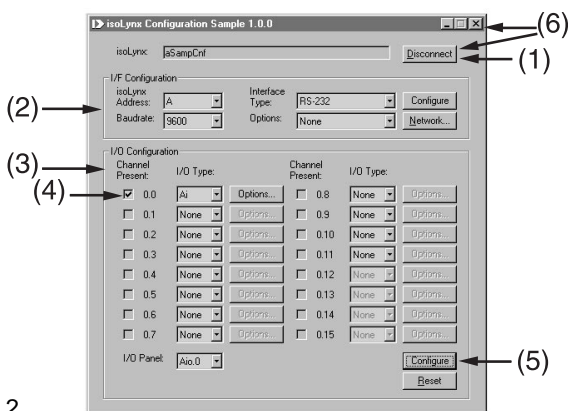 isoLynx Configuration Sample 1.0.0
(6)
isoLynx: aSampCnf Disconnect
(1)
I/F Configuration
isoLynx Address: A Interface Type: RS-232 Configure
(2)
Baudrate: 9600 Options: None Network...
I/O Configuration
(3)
Channel Present: I/O Type: Channel Present: I/O Type:
(4)
0.0 Ai Options... 0.8 None Options...
0.1 None Options... 0.9 None Options...
0.2 None Options... 0.10 None Options...
0.3 None Options... 0.11 None Options...
0.4 None Options... 0.12 None Options...
0.5 None Options... 0.13 None Options...
0.6 None Options... 0.14 None Options...
0.7 None Options... 0.15 None Options...
I/O Panel: Aio.0 Configure
(5)
Reset
2